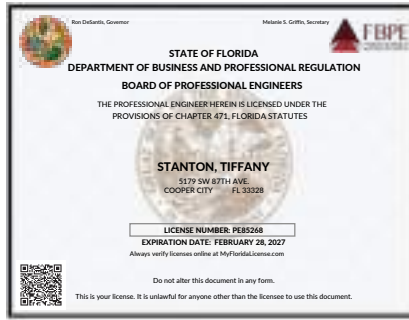 Ron DeSantis, Governor
Melanie S. Griffin, Secretary
FBPE
STATE OF FLORIDA
DEPARTMENT OF BUSINESS AND PROFESSIONAL REGULATION
BOARD OF PROFESSIONAL ENGINEERS
THE PROFESSIONAL ENGINEER HEREIN IS LICENSED UNDER THE
PROVISIONS OF CHAPTER 471, FLORIDA STATUTES
STANTON, TIFFANY
5179 SW 87TH AVE.
COOPER CITY FL 33328
LICENSE NUMBER: PE85268
EXPIRATION DATE: FEBRUARY 28, 2027
Always verify licenses online at MyFloridaLicense.com
Do not alter this document in any form.
This is your license. It is unlawful for anyone other than the licensee to use this document.